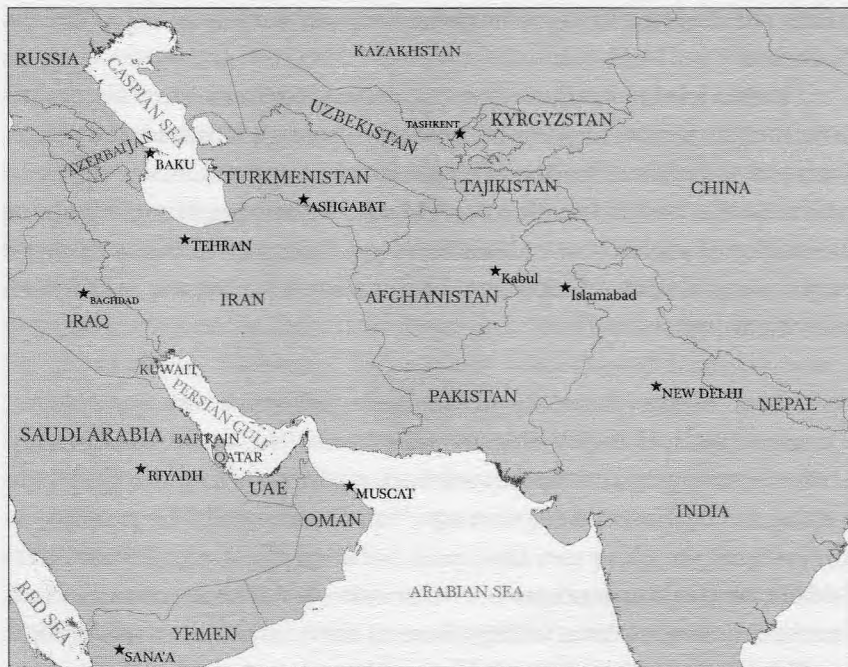 KAZAKHSTAN
RUSSIA
CASPIAN SEA
UZBEKISTAN
TASHKENT
KYRGYZSTAN
AZERBAIJAN
BAKU
TURKMENISTAN
TAJIKISTAN
CHINA
ASHGABAT
TEHRAN
Kabul
Islamabad
BAGHDAD
IRAN
AFGHANISTAN
IRAQ
KUWAIT
PERSIAN GULF
PAKISTAN
NEW DELHI
NEPAL
SAUDI ARABIA
BAHRAIN
QATAR
RIYADH
UAE
MUSCAT
OMAN
INDIA
RED SEA
ARABIAN SEA
YEMEN
SANA'A